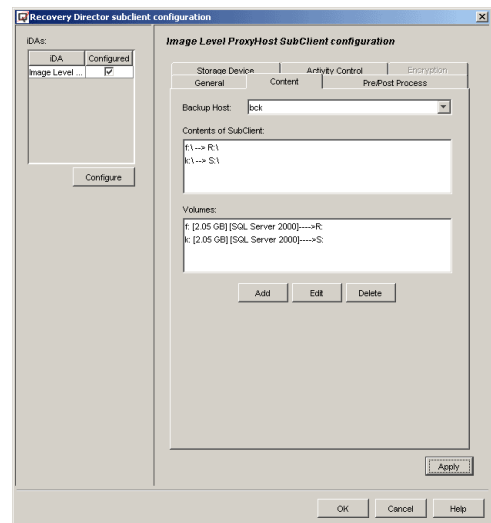 Recovery Director subclient configuration
iDAs:
iDA Configured
Image Level ...
Configure
Image Level ProxyHost SubClient configuration
Storage Device Activity Control Encryption
General Content Pre/Post Process
Backup Host: bck
Contents of SubClient:
f:\ --> R:\
k:\ --> S:\
Volumes:
f: [2.05 GB] [SQL Server 2000]---->R:
k: [2.05 GB] [SQL Server 2000]---->S:
Add Edit Delete
Apply
OK Cancel Help